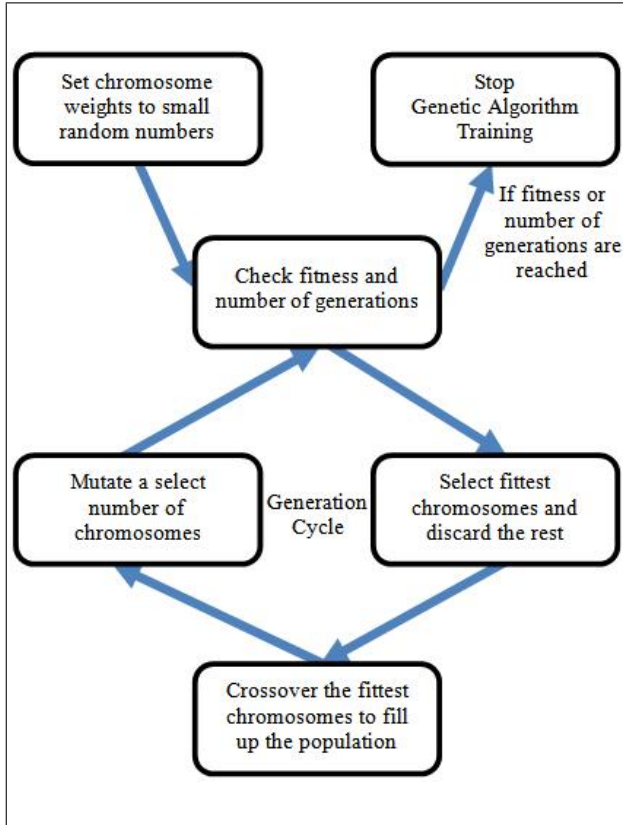 Set chromosome
weights to small
random numbers
Stop
Genetic Algorithm
Training
If fitness or
number of
generations are
reached
Check fitness and
number of generations
Mutate a select
number of
chromosomes
Generation
Cycle
Select fittest
chromosomes and
discard the rest
Crossover the fittest
chromosomes to fill
up the population